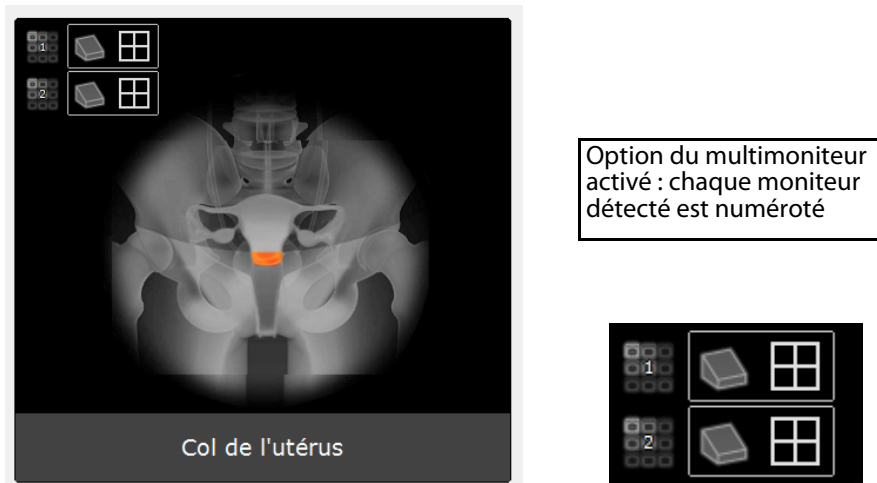 1
2
Col de l'utérus
Option du multimoniteur
activé : chaque moniteur
détecté est numéroté
1
2